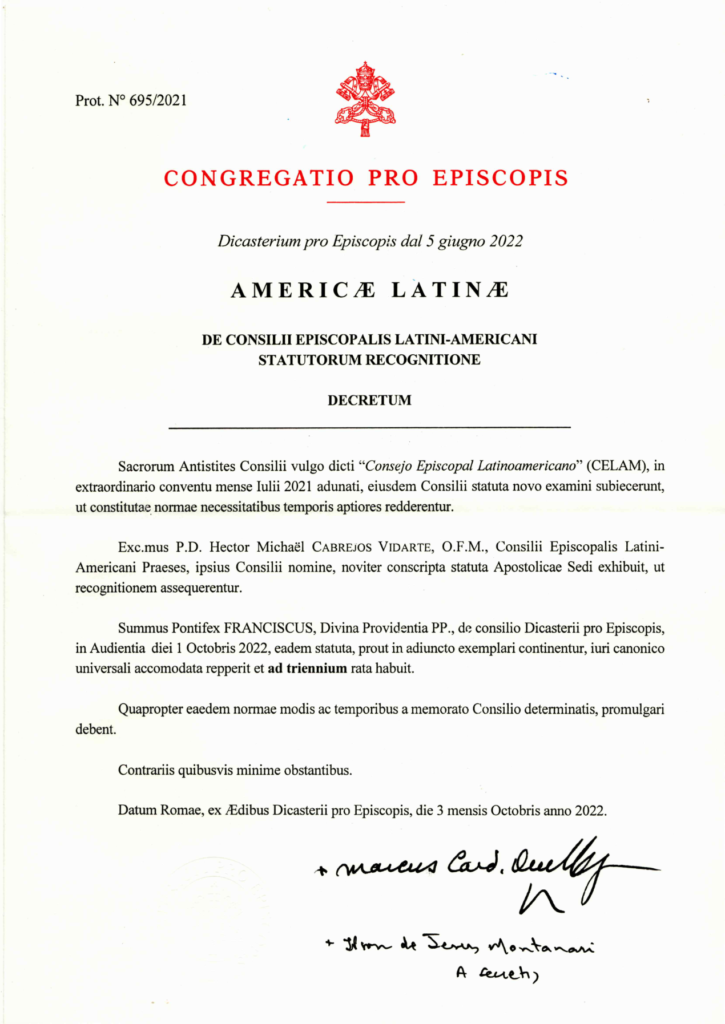 Prot. N° 695/2021
CONGREGATIO PRO EPISCOPIS
Dicasterium pro Episcopis dal 5 giugno 2022
AMERICÆ LATINÆ
DE CONSILII EPISCOPALIS LATINI-AMERICANI
STATUTORUM RECOGNITIONE
DECRETUM
Sacrorum Antistites Consilii vulgo dicti “Consejo Episcopal Latinoamericano” (CELAM), in
extraordinario conventu mense Iulii 2021 adunati, eiusdem Consilii statuta novo examini subiecerunt,
ut constitutae normae necessitatibus temporis aptiores redderentur.
Exc.mus P.D. Hector Michaël CABREJOS VIDARTE, O.F.M., Consilii Episcopalis Latini-
Americani Praeses, ipsius Consilii nomine, noviter conscripta statuta Apostolicae Sedi exhibuit, ut
recognitionem assequerentur.
Summus Pontifex FRANCISCUS, Divina Providentia PP., de consilio Dicasterii pro Episcopis,
in Audientia diei 1 Octobris 2022, eadem statuta, prout in adiuncto exemplari continentur, iuri canonico
universali accomodata repperit et ad triennium rata habuit.
Quapropter eaedem normae modis ac temporibus a memorato Consilio determinatis, promulgari
debent.
Contrariis quibusvis minime obstantibus.
Datum Romae, ex Ædibus Dicasterii pro Episcopis, die 3 mensis Octobris anno 2022.
+ Marcus Card.
+ de Montanari